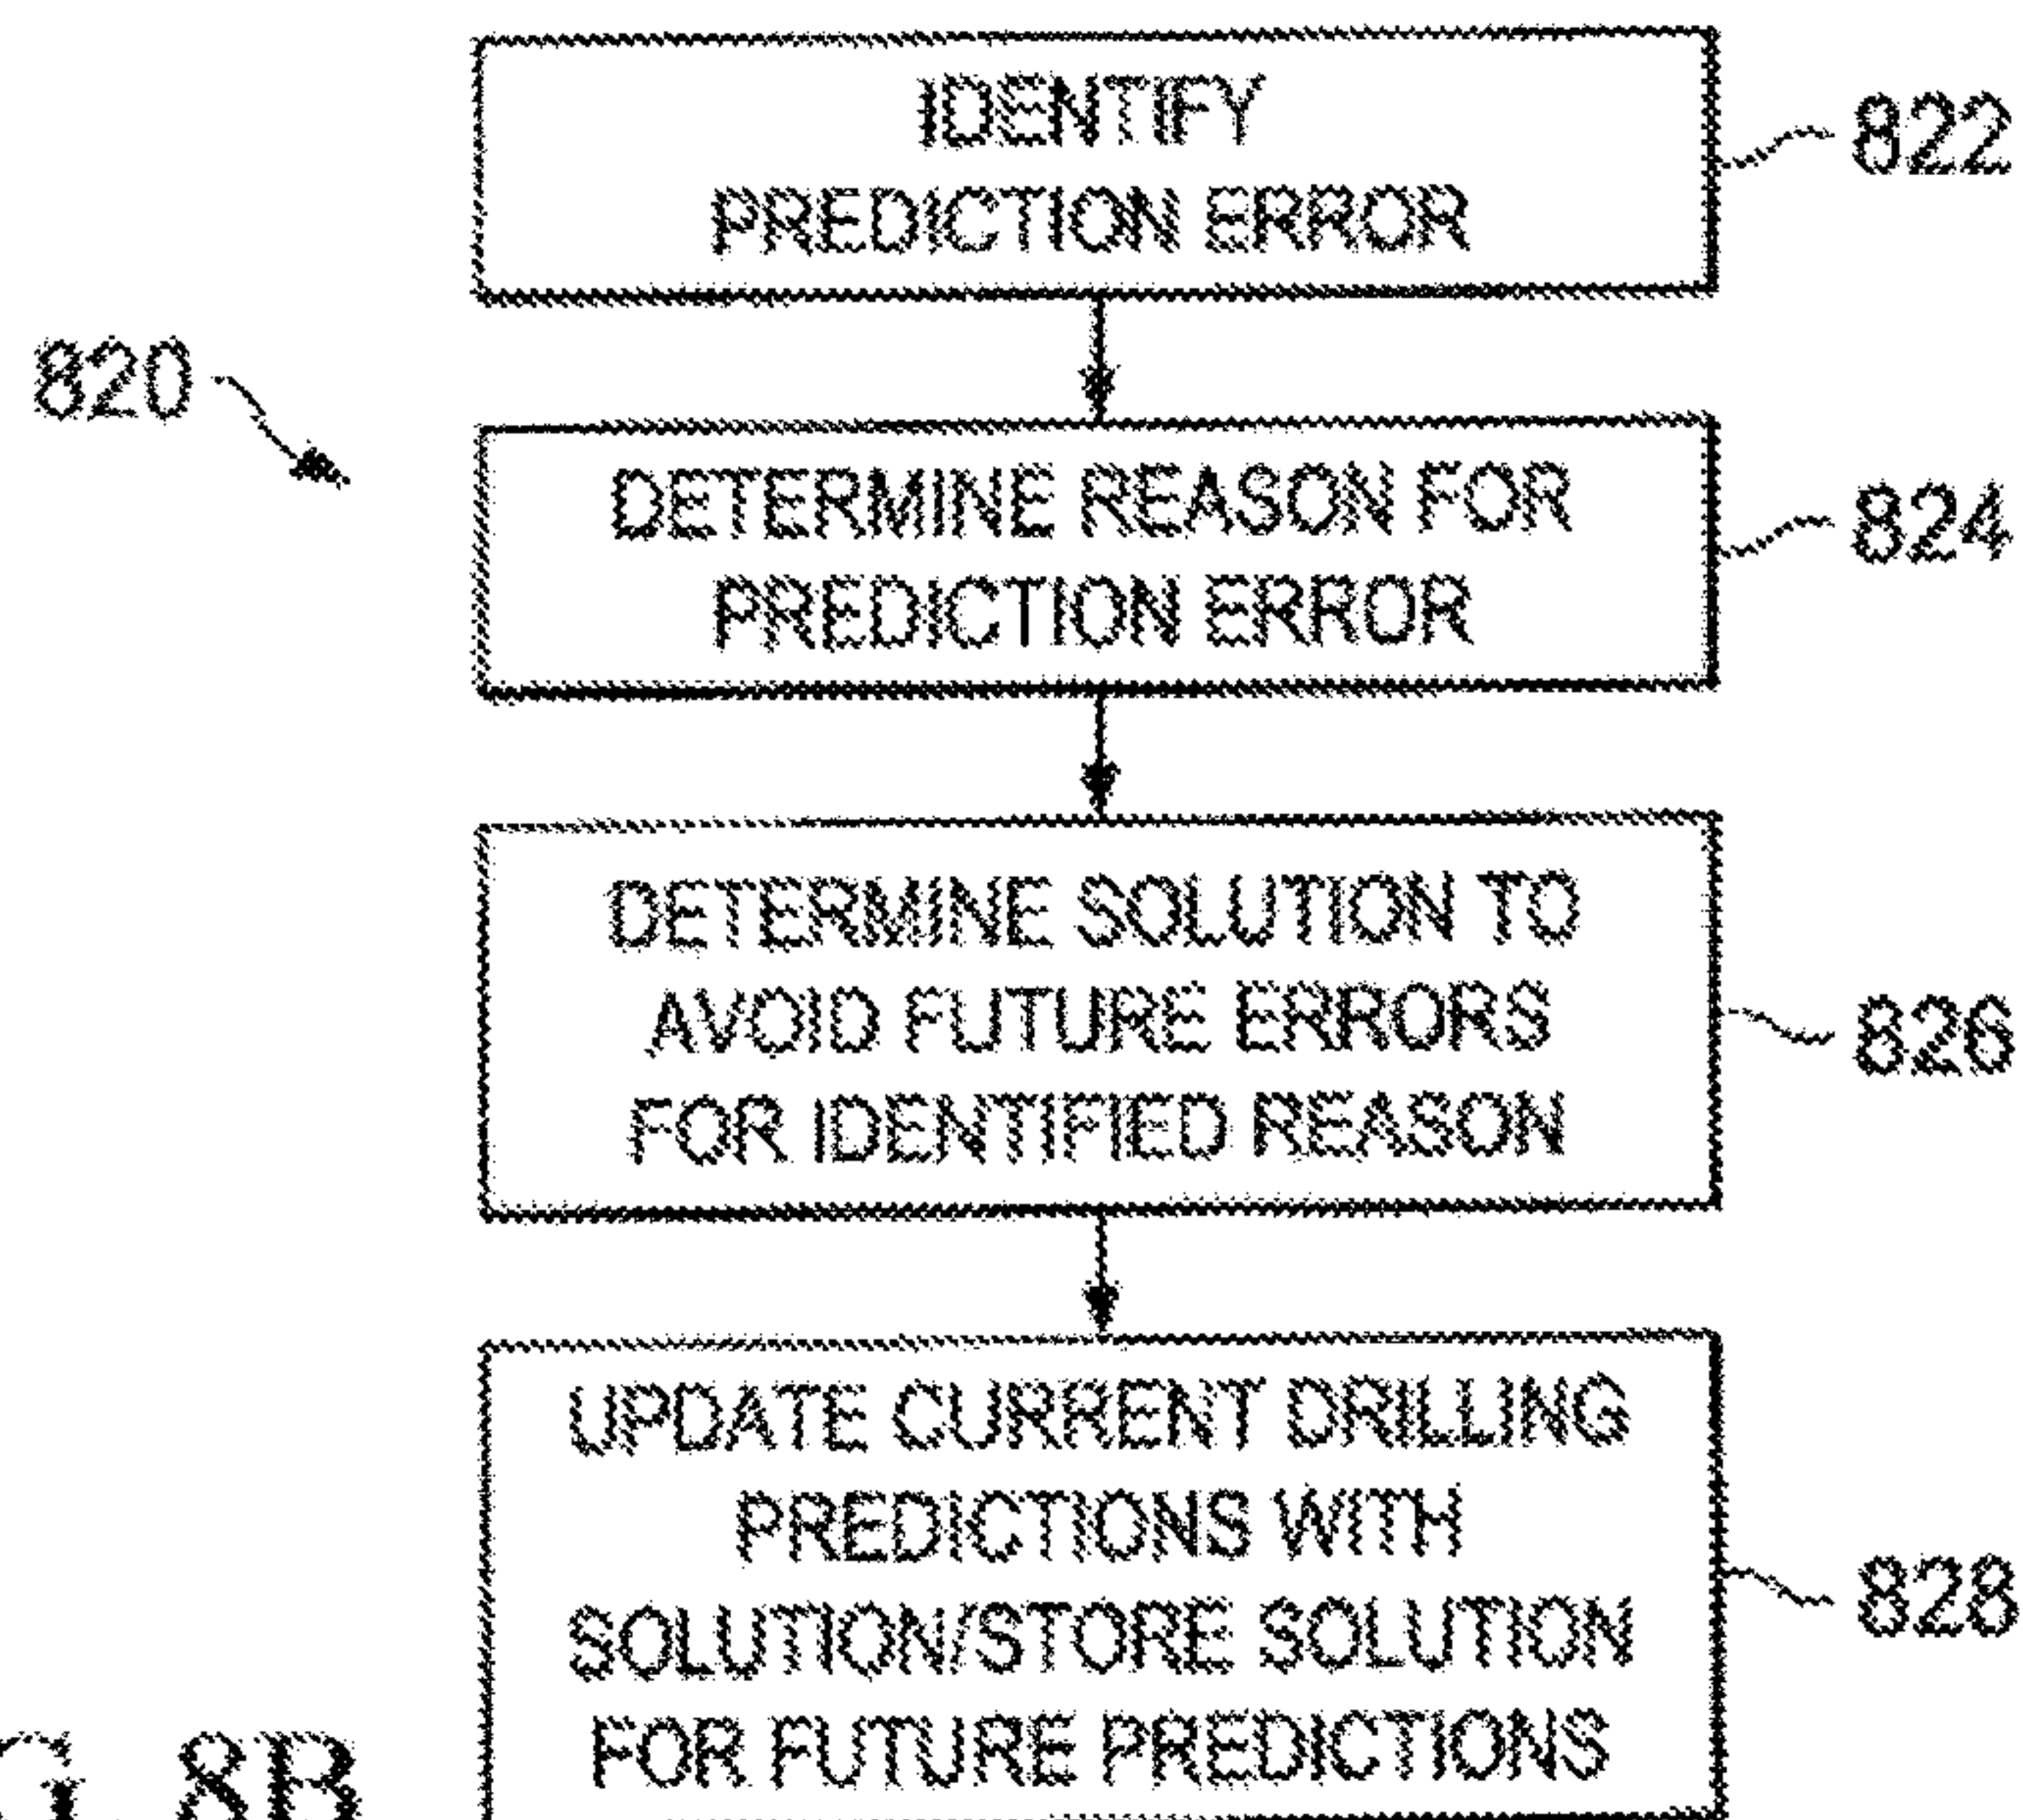 IDENTIFY
PREDICTION ERROR
822
820
DETERMINE REASON FOR
PREDICTION ERROR
824
DETERMINE SOLUTION TO
AVOID FUTURE ERRORS
FOR IDENTIFIED REASON
826
UPDATE CURRENT DRILLING
PREDICTIONS WITH
SOLUTION/STORE SOLUTION
FOR FUTURE PREDICTIONS
828
8B